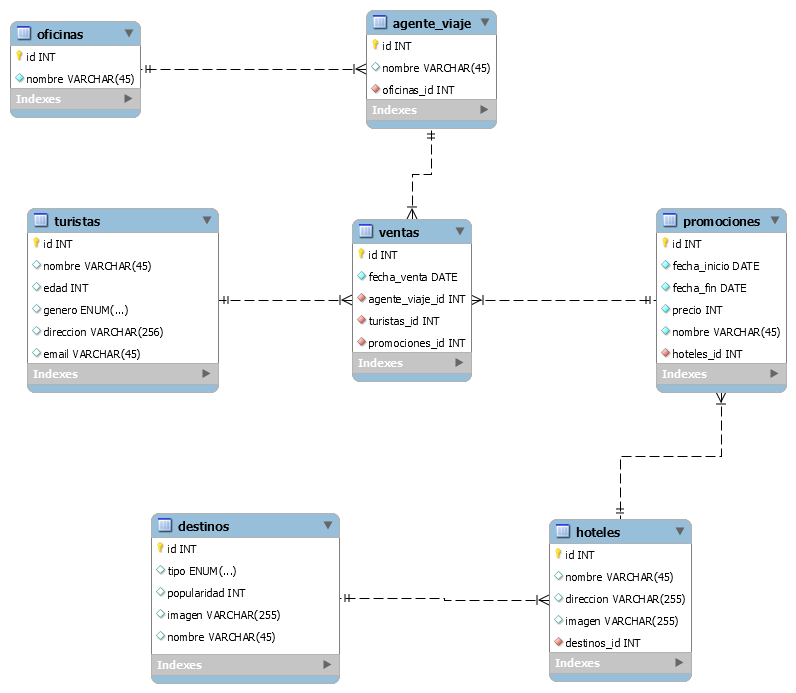 oficinas
id INT
nombre VARCHAR(45)
Indexes
agente_viaje
id INT
nombre VARCHAR(45)
oficinas_id INT
Indexes
turistas
id INT
nombre VARCHAR(45)
edad INT
genero ENUM(...)
direccion VARCHAR(256)
email VARCHAR(45)
Indexes
ventas
id INT
fecha_venta DATE
agente_viaje_id INT
turistas_id INT
promociones_id INT
Indexes
promociones
id INT
fecha_inicio DATE
fecha_fin DATE
precio INT
nombre VARCHAR(45)
hoteles_id INT
Indexes
destinos
id INT
tipo ENUM(...)
popularidad INT
imagen VARCHAR(255)
nombre VARCHAR(45)
Indexes
hoteles
id INT
nombre VARCHAR(45)
direccion VARCHAR(255)
imagen VARCHAR(255)
destinos_id INT
Indexes